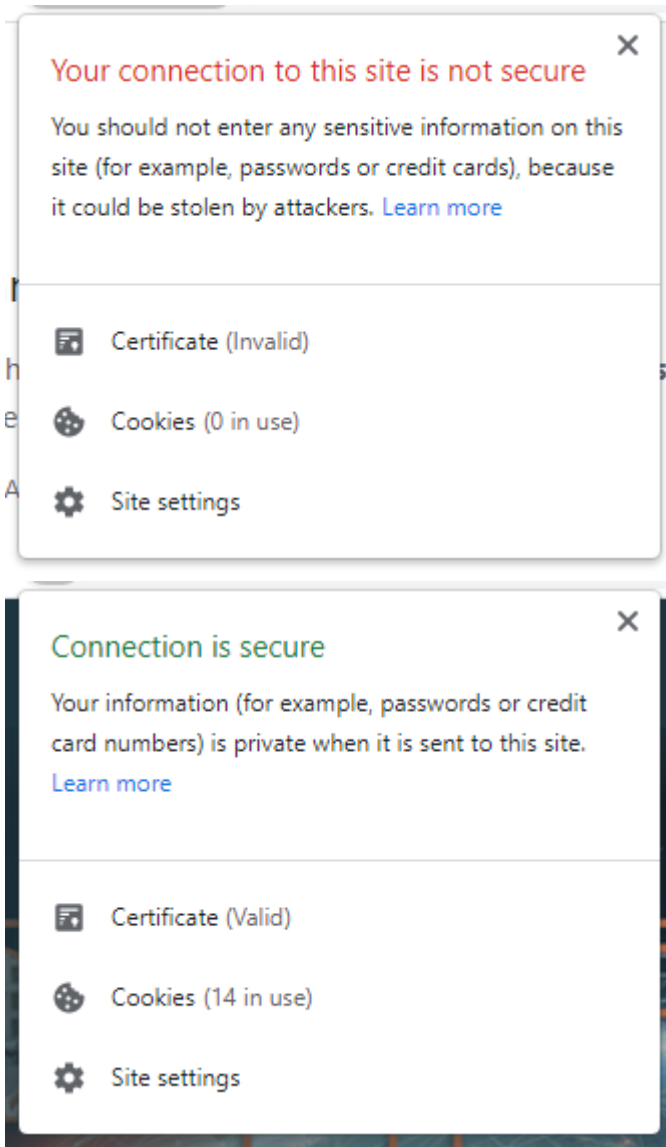 Your connection to this site is not secure
You should not enter any sensitive information on this
site (for example, passwords or credit cards), because
it could be stolen by attackers. Learn more
Certificate (Invalid)
Cookies (0 in use)
Site settings
Connection is secure
Your information (for example, passwords or credit
card numbers) is private when it is sent to this site.
Learn more
Certificate (Valid)
Cookies (14 in use)
Site settings